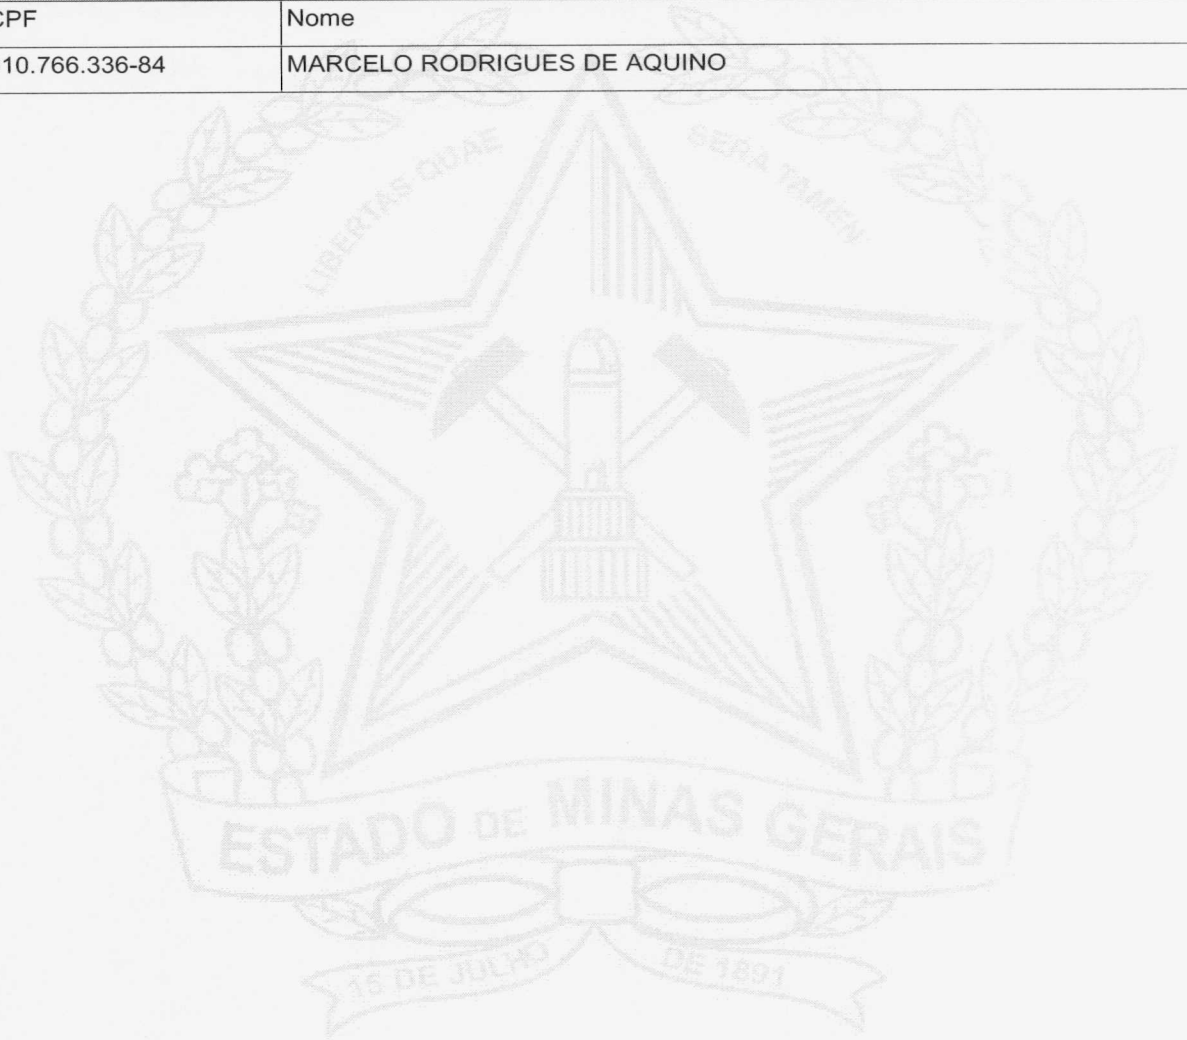 CPF Nome
10.766.336-84 MARCELO RODRIGUES DE AQUINO
LIBERTAS QUAE SERA TAMEN
ESTADO DE MINAS GERAIS
15 DE JULHO DE 1891